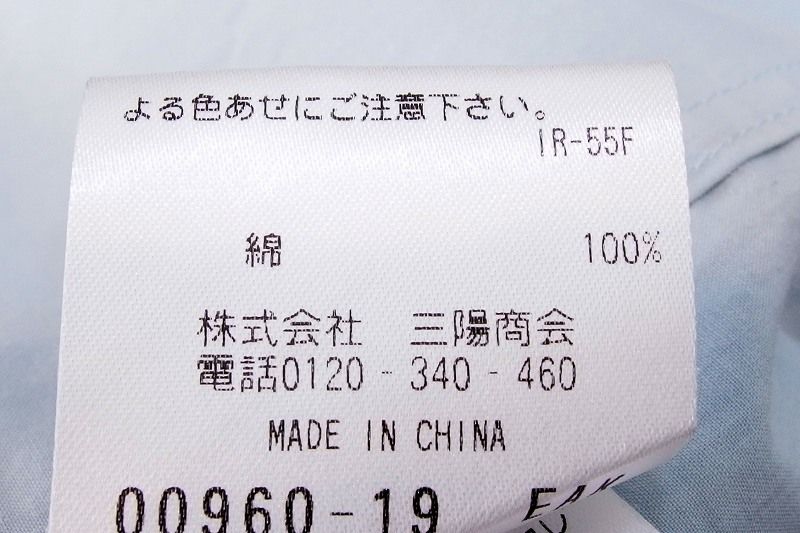 よる色あせにご注意下さい。
IR-55F
綿 100%
株式会社 三陽商会
電話0120-340-460
MADE IN CHINA
00960-19